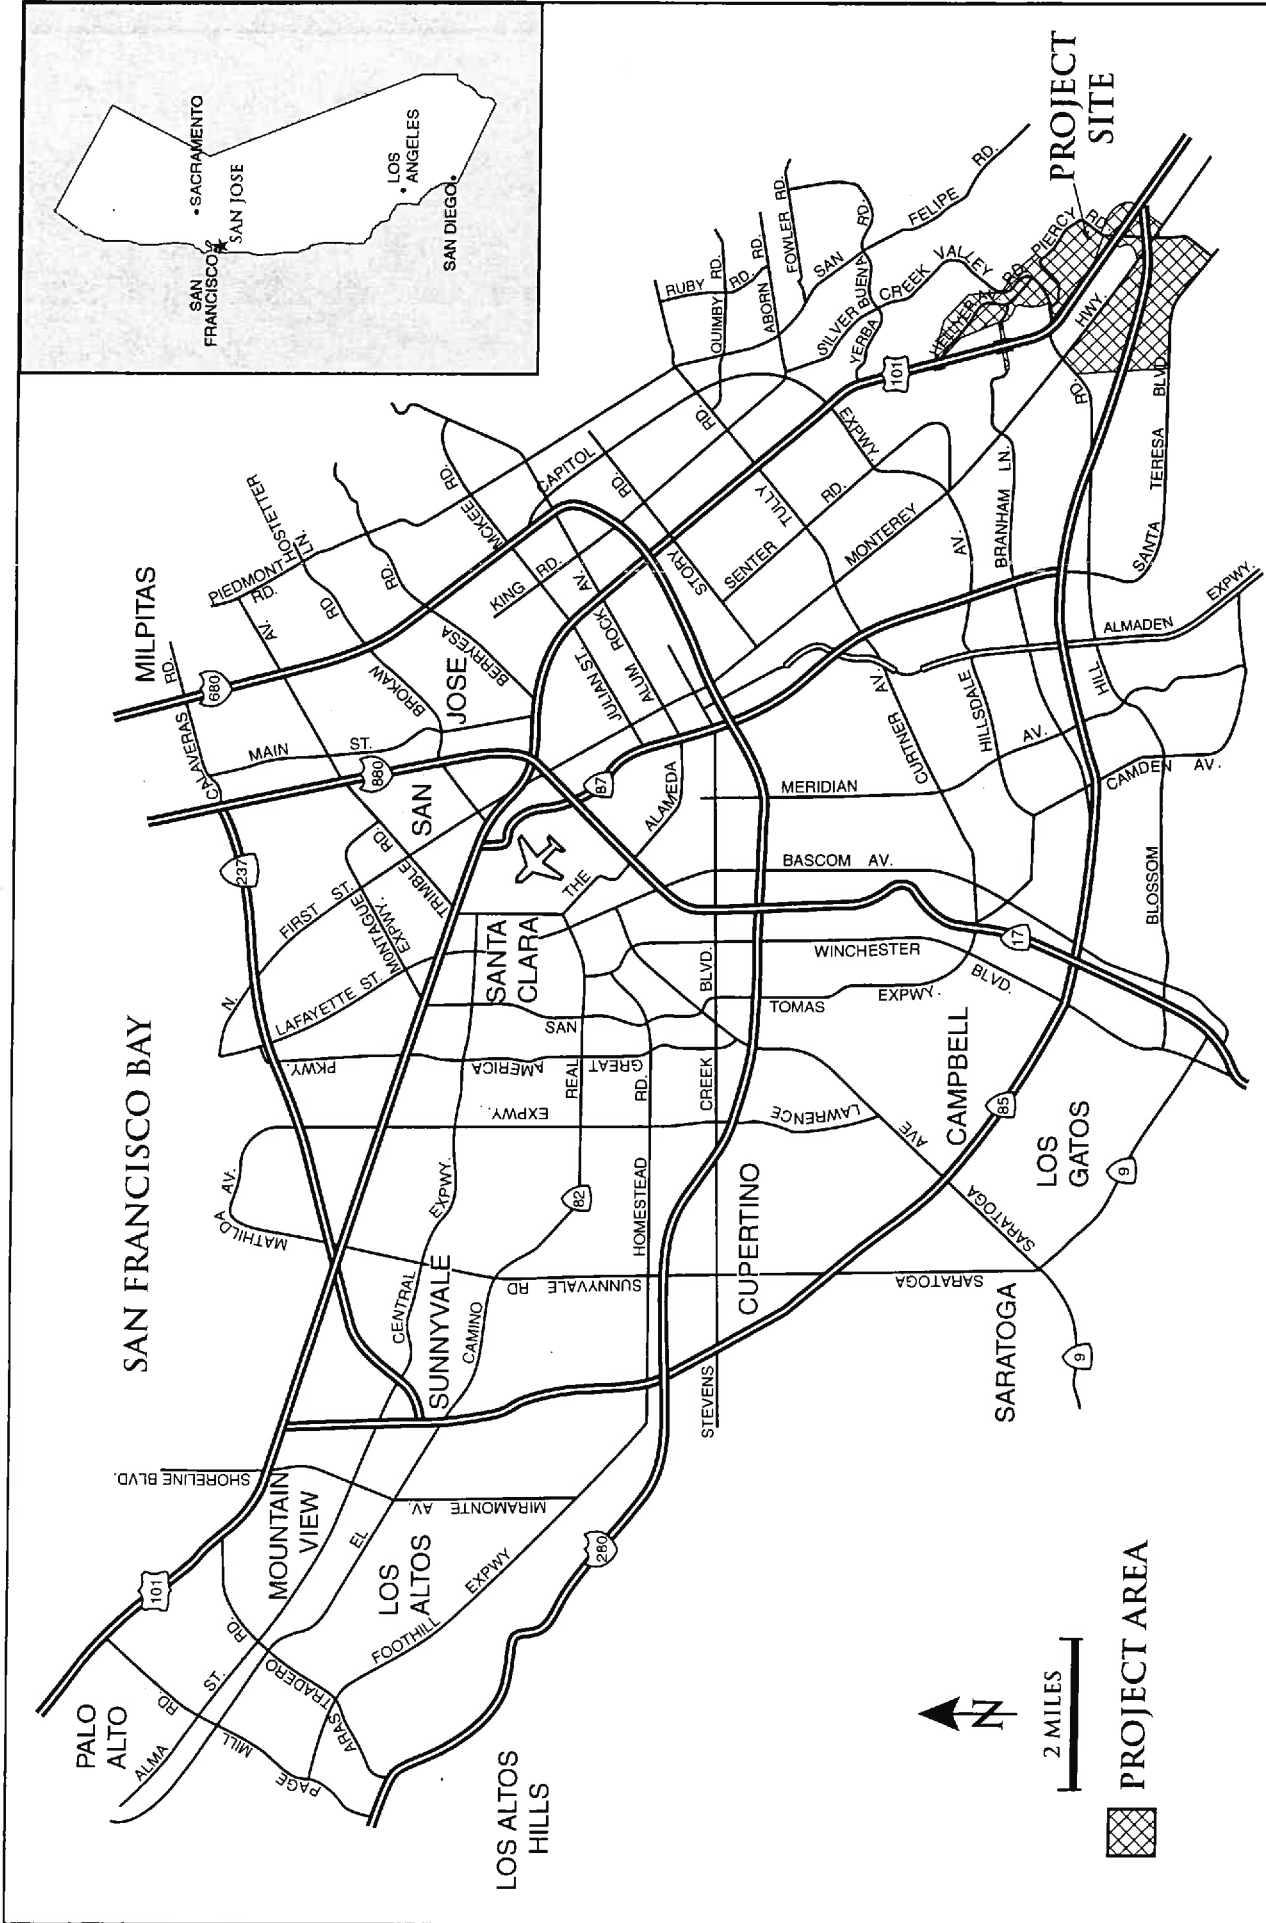 SAN FRANCISCO BAY
MILPITAS
PALO
ALTO
MOUNTAIN
VIEW
LOS
ALTOS
LOS ALTOS
HILLS
SUNNYVALE
SANTA
CLARA
SAN
JOSE
CUPERTINO
CAMPBELL
LOS
GATOS
SARATOGA
101
ALMA
ST.
PAGE
MILL
RD.
ARAS
TRADERO
RD.
FOOTHILL
EXPWY
EL
CAMINO
REAL
SHORELINE BLVD.
MIRAMONTE
AV.
280
CENTRAL
EXPWY.
MATHILDA
AV.
SUNNYVALE
RD
SARATOGA
82
HOMESTEAD
RD.
STEVENS
CREEK
BLVD.
LAWRENCE
EXPWY.
GREAT
AMERICA
PKWY.
SARATOGA
AVE
9
9
85
17
237
LAFAYETTE ST.
N.
FIRST
ST.
MONTAGUE
EXPWY.
TRIMBLE
RD.
SAN
TOMAS
EXPWY.
WINCHESTER
BLVD.
BASCOM
AV.
THE
ALAMEDA
87
880
680
CALAVERAS
RD.
MAIN
ST.
BROKAW
RD
BERRYESA
RD.
HOSTETTER
LN.
PIEDMONT
RD.
AV.
MCKEE
RD.
JULIAN ST.
ALUM
ROCK
AV.
KING
RD.
CAPITOL
EXPWY.
STORY
RD.
SENTER
RD.
TULLY
RD.
MONTEREY
HWY.
MERIDIAN
AV.
CURTNER
AV.
HILLSDALE
AV.
BRANHAM
LN.
CAMDEN
AV.
BLOSSOM
HILL
RD.
ALMADEN
EXPWY.
SANTA
TERESA
BLVD.
101
RUBY
RD.
QUIMBY
RD.
ABORN
RD.
FOWLER
RD.
SAN
FELIPE
RD.
YERBA
BUENA
RD.
SILVER
CREEK
VALLEY
RD.
HELLYER
PIERCY
RD.
PROJECT
SITE
SACRAMENTO
SAN
FRANCISCO
SAN JOSE
LOS
ANGELES
SAN DIEGO
N
2 MILES
PROJECT AREA